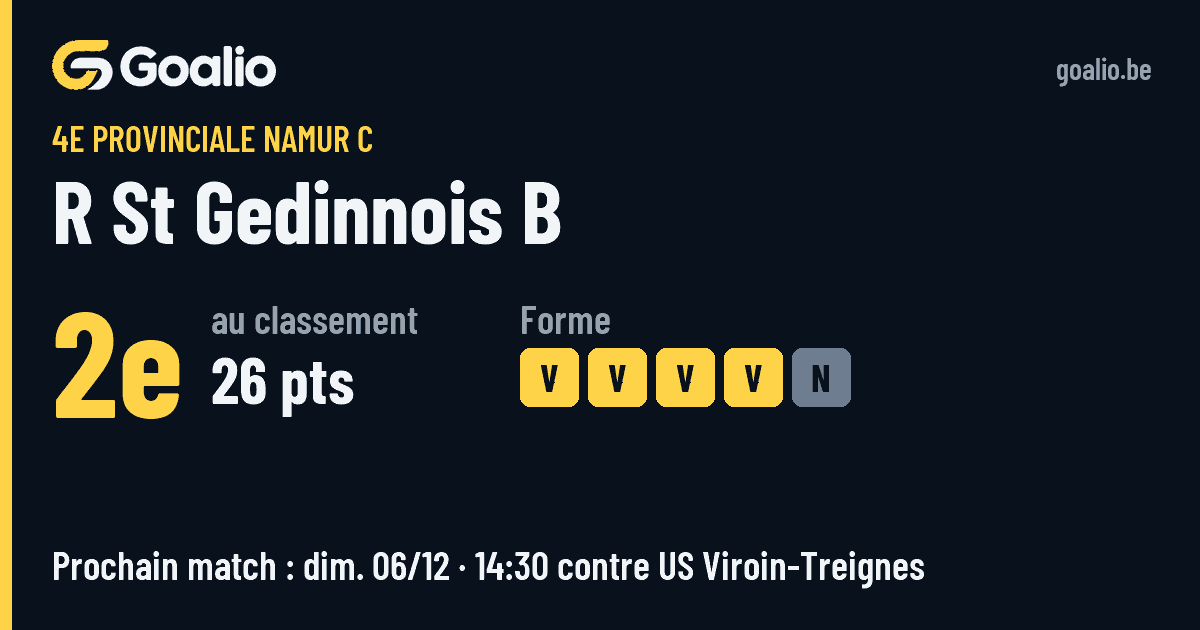 Goalio
goalio.be
4E PROVINCIALE NAMUR C
R St Gedinnois B
2e
au classement
26 pts
Forme
V V V V N
Prochain match : dim. 06/12 · 14:30 contre US Viroin-Treignes